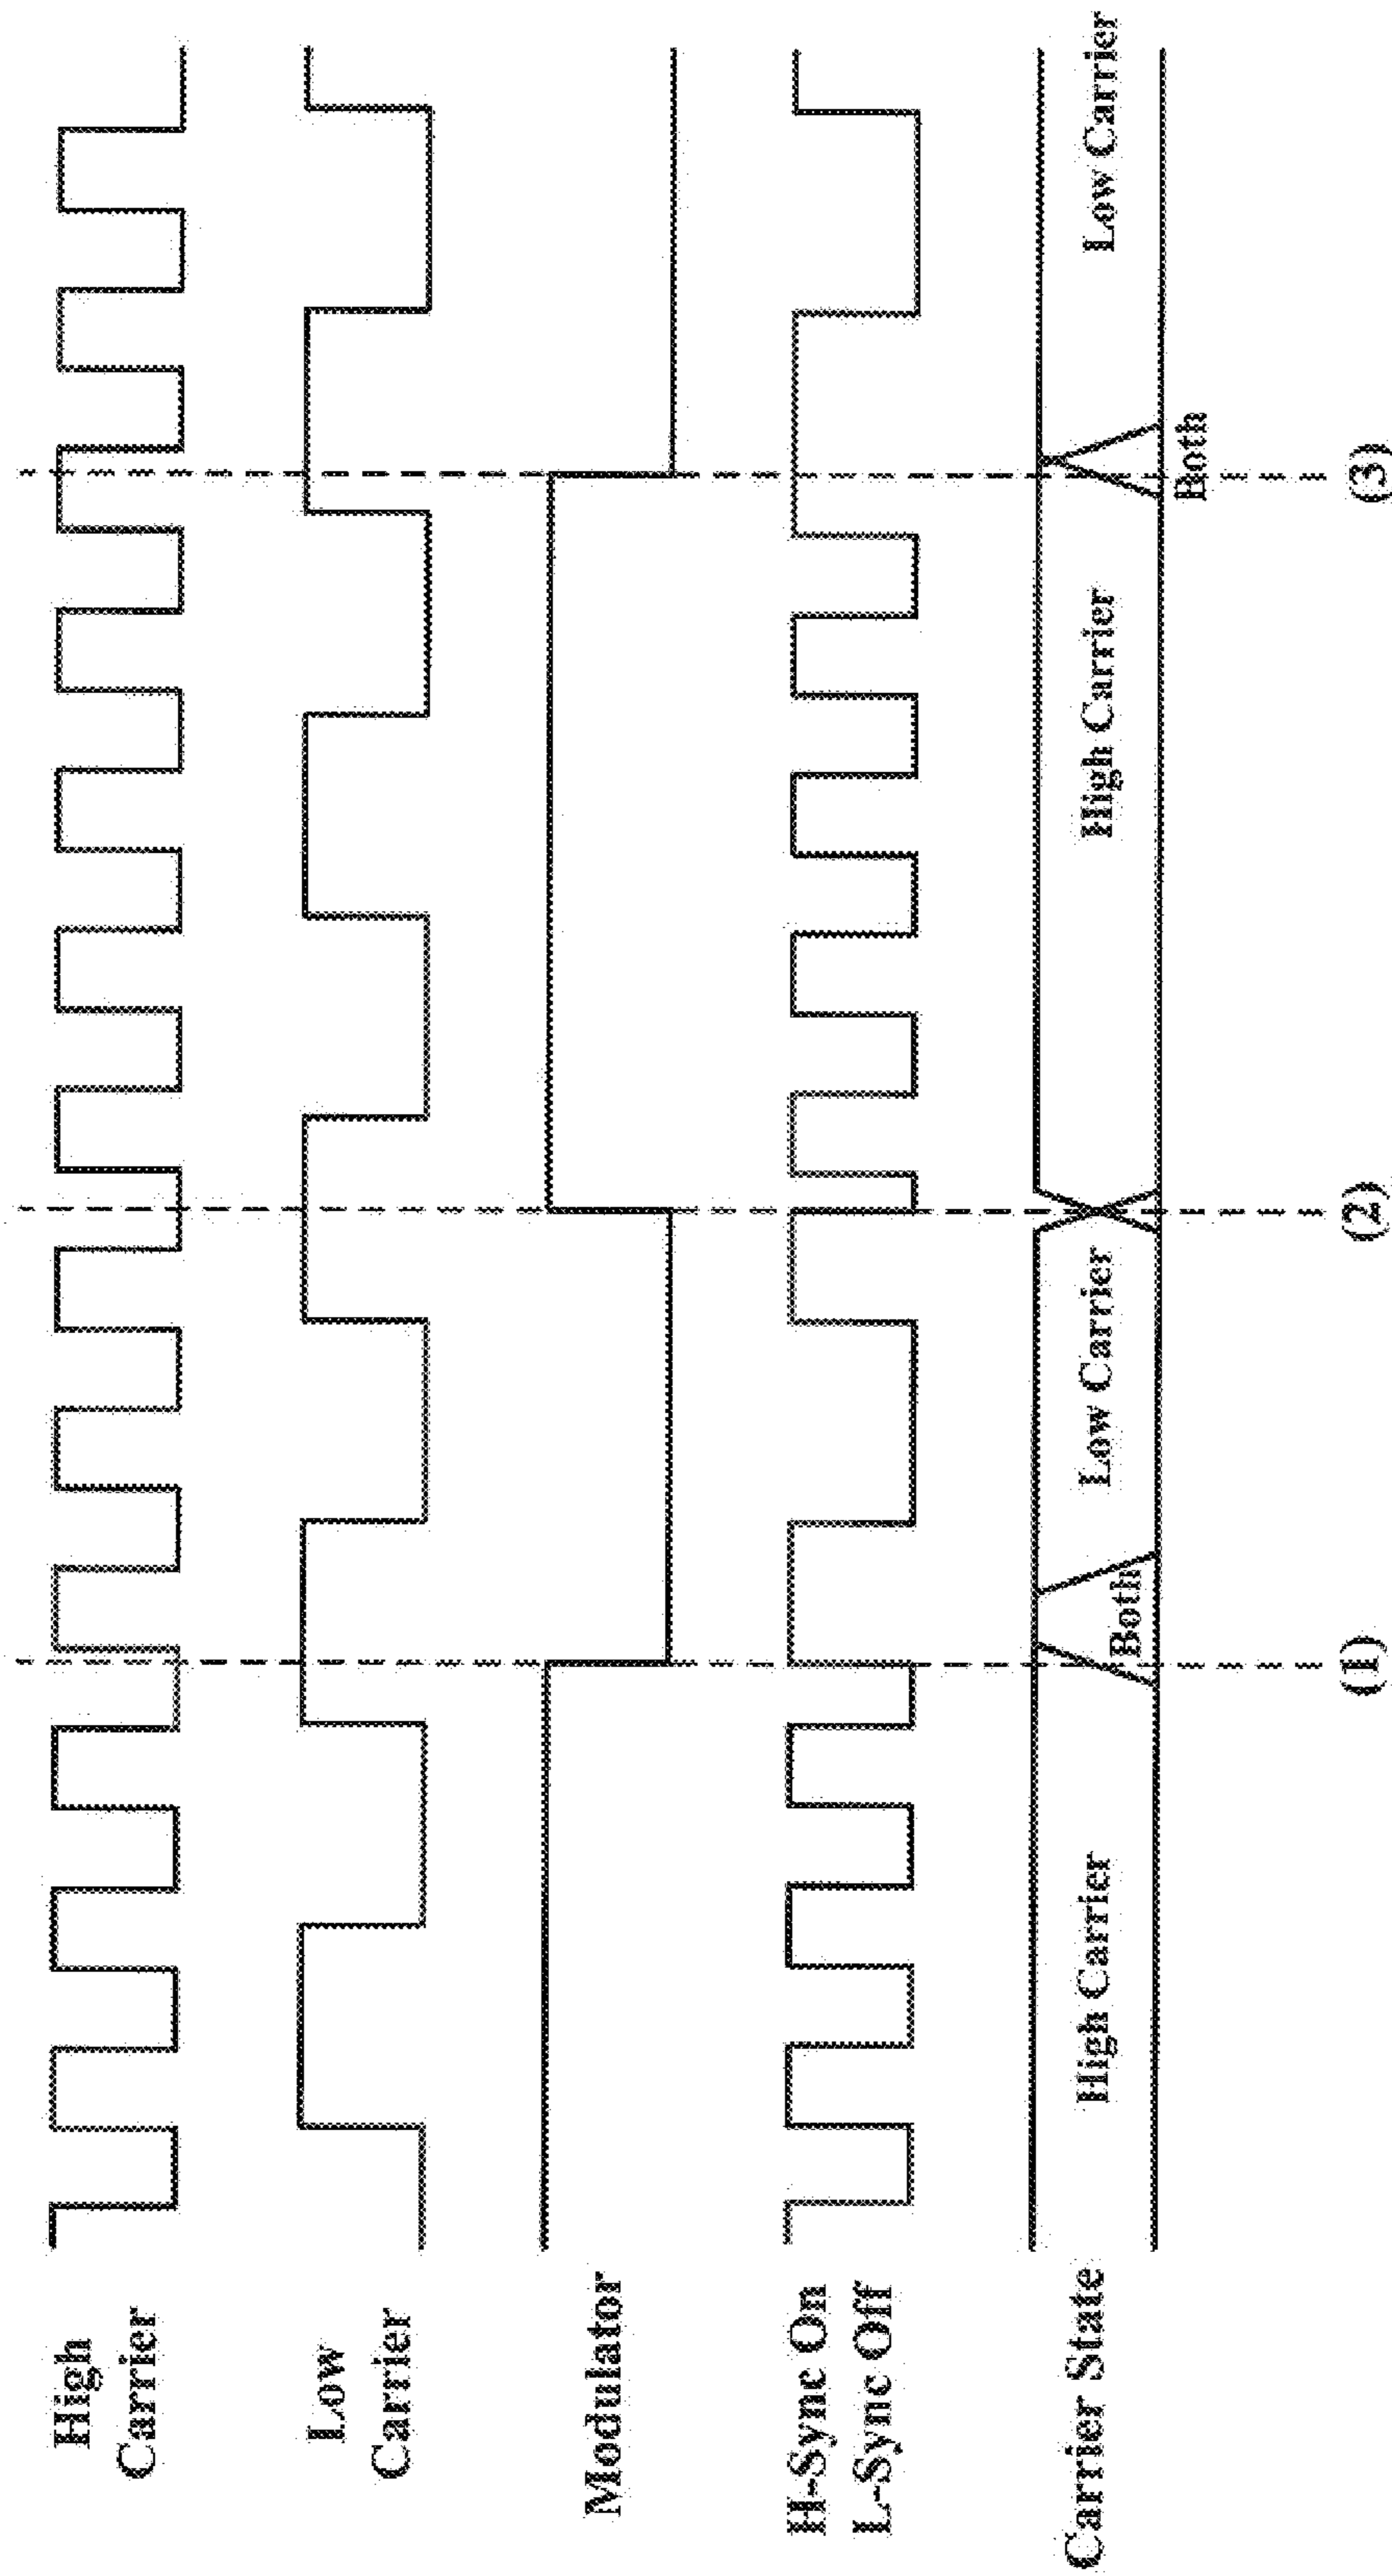 High
Carrier
Low
Carrier
Modulator
H-Sync On
L-Sync Off
Carrier State
High Carrier
Both
Low Carrier
High Carrier
Both
Low Carrier
(1)
(2)
(3)